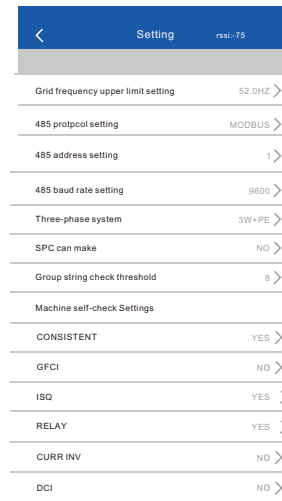 Setting rssi:-75
Grid frequency upper limit setting 52.0HZ
485 protpcol setting MODBUS
485 address setting 1
485 baud rate setting 9600
Three-phase system 3W+PE
SPC can make NO
Group string check threshold 8
Machine self-check Settings
CONSISTENT YES
GFCI NO
ISQ YES
RELAY YES
CURR INV NO
DCI NO